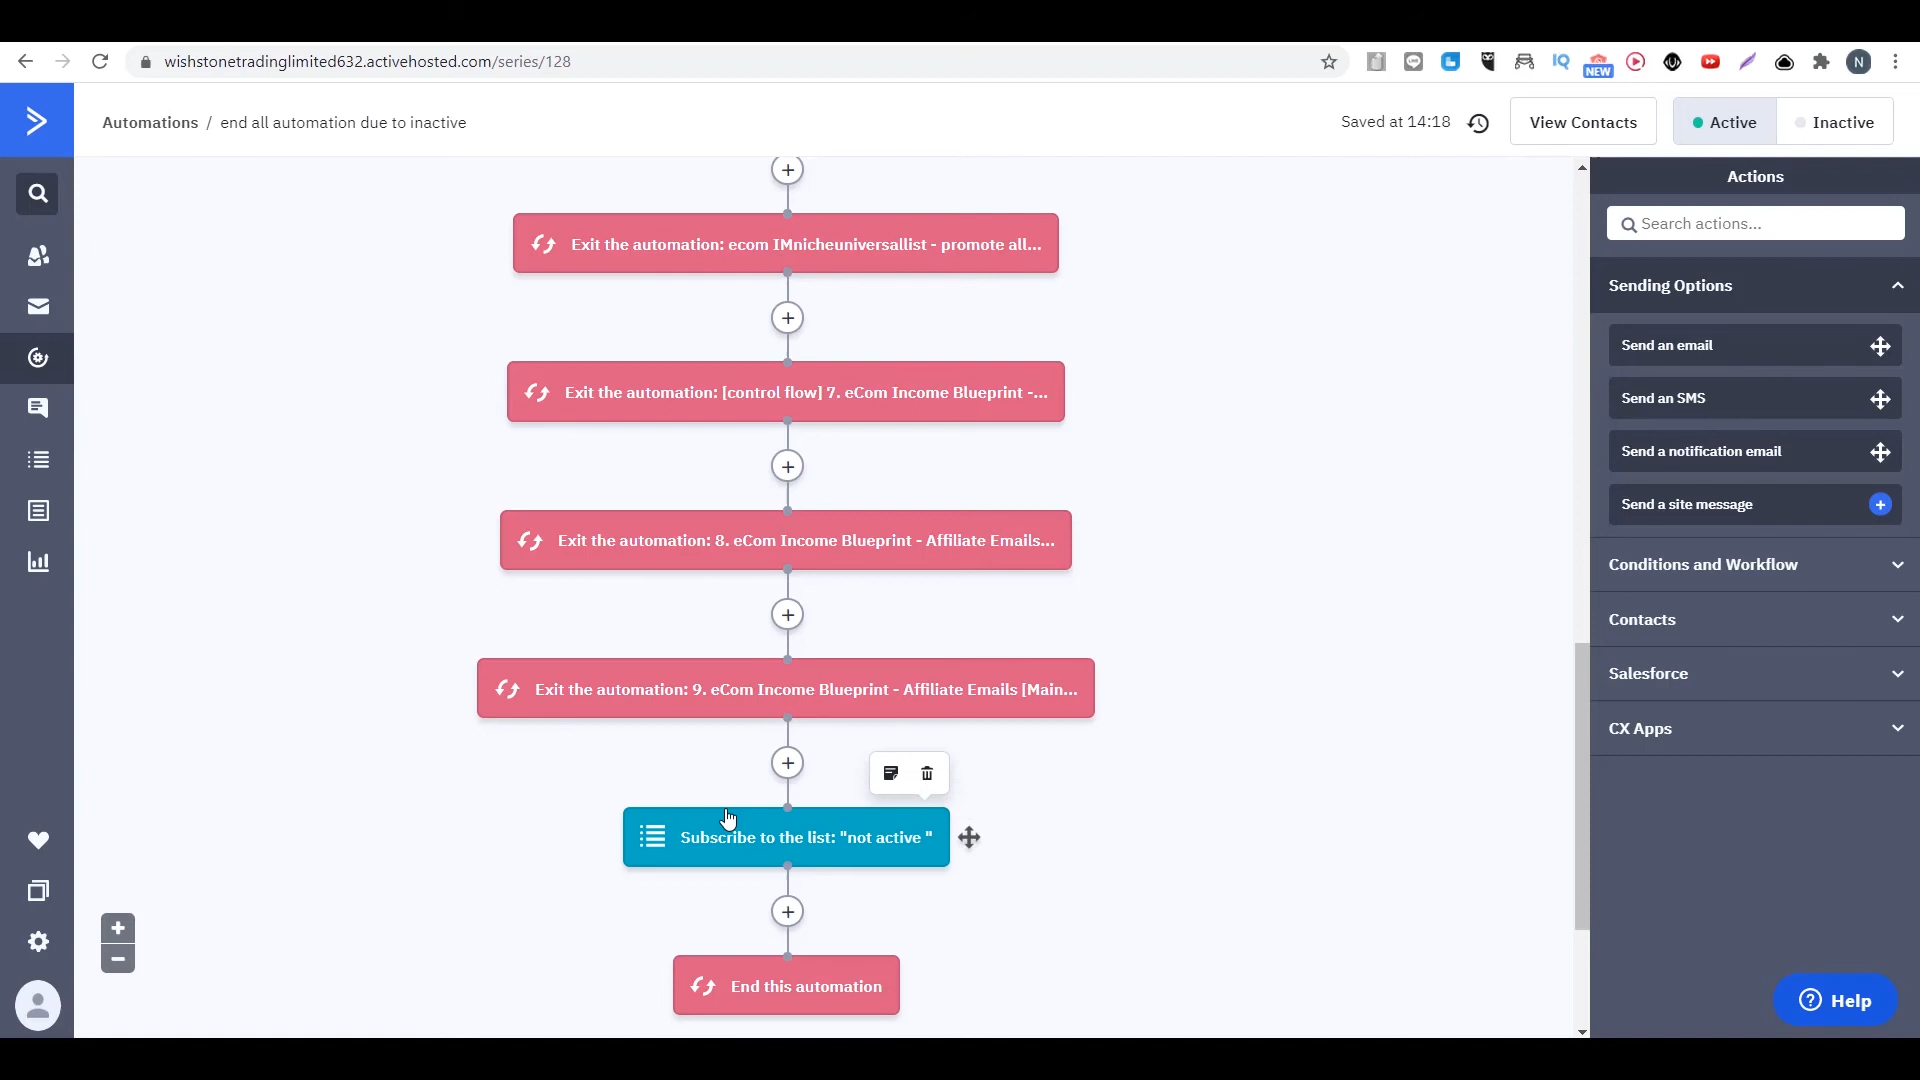 wishstonetradinglimited632.activehosted.com/series/128
IQ
NEW
N
Automations / end all automation due to inactive
Saved at 14:18
View Contacts
Active
Inactive
Exit the automation: ecom IMnicheuniversallist - promote all...
Exit the automation: [control flow] 7. eCom Income Blueprint -...
Exit the automation: 8. eCom Income Blueprint - Affiliate Emails...
Exit the automation: 9. eCom Income Blueprint - Affiliate Emails [Main...
Subscribe to the list: "not active "
End this automation
Actions
Search actions...
Sending Options
Send an email
Send an SMS
Send a notification email
Send a site message
Conditions and Workflow
Contacts
Salesforce
CX Apps
Help